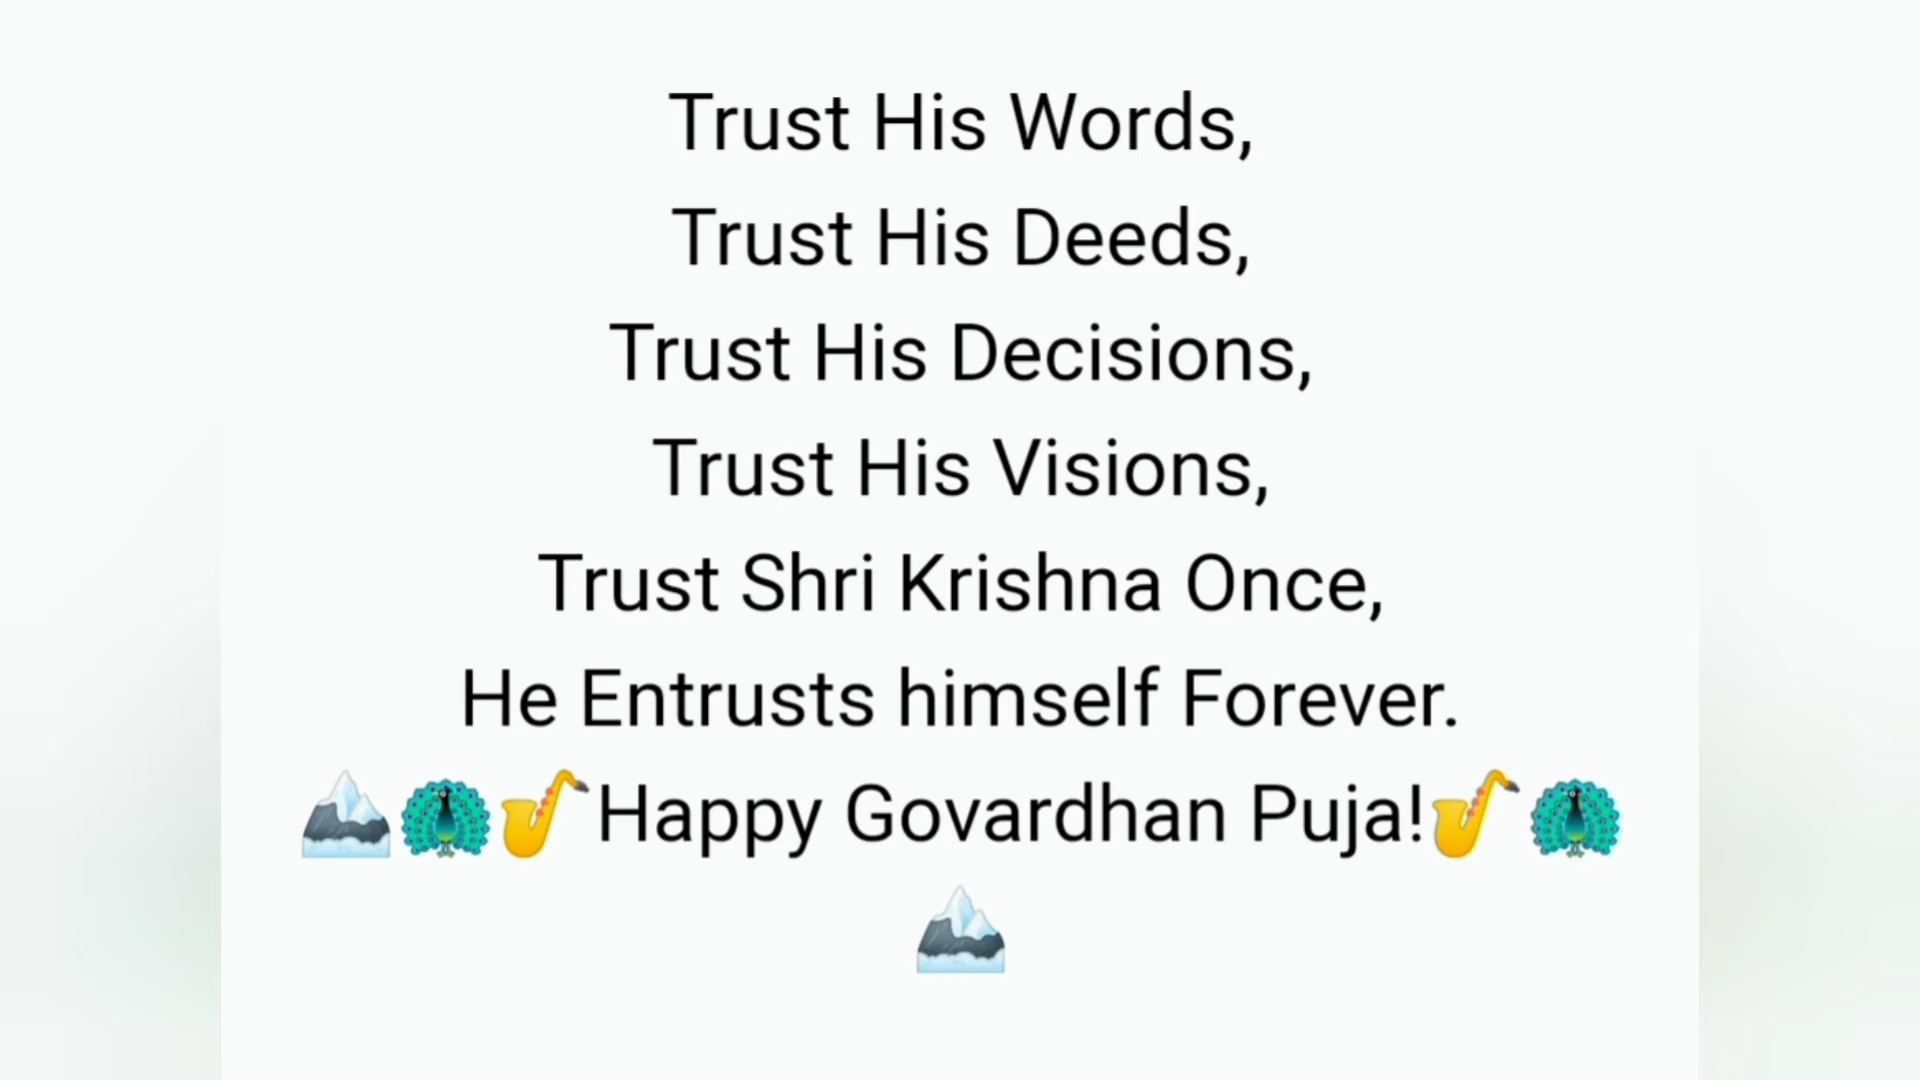 Trust His Words,
Trust His Deeds,
Trust His Decisions,
Trust His Visions,
Trust Shri Krishna Once,
He Entrusts himself Forever.
🏔️🦚🎷Happy Govardhan Puja!🎷🦚
🏔️